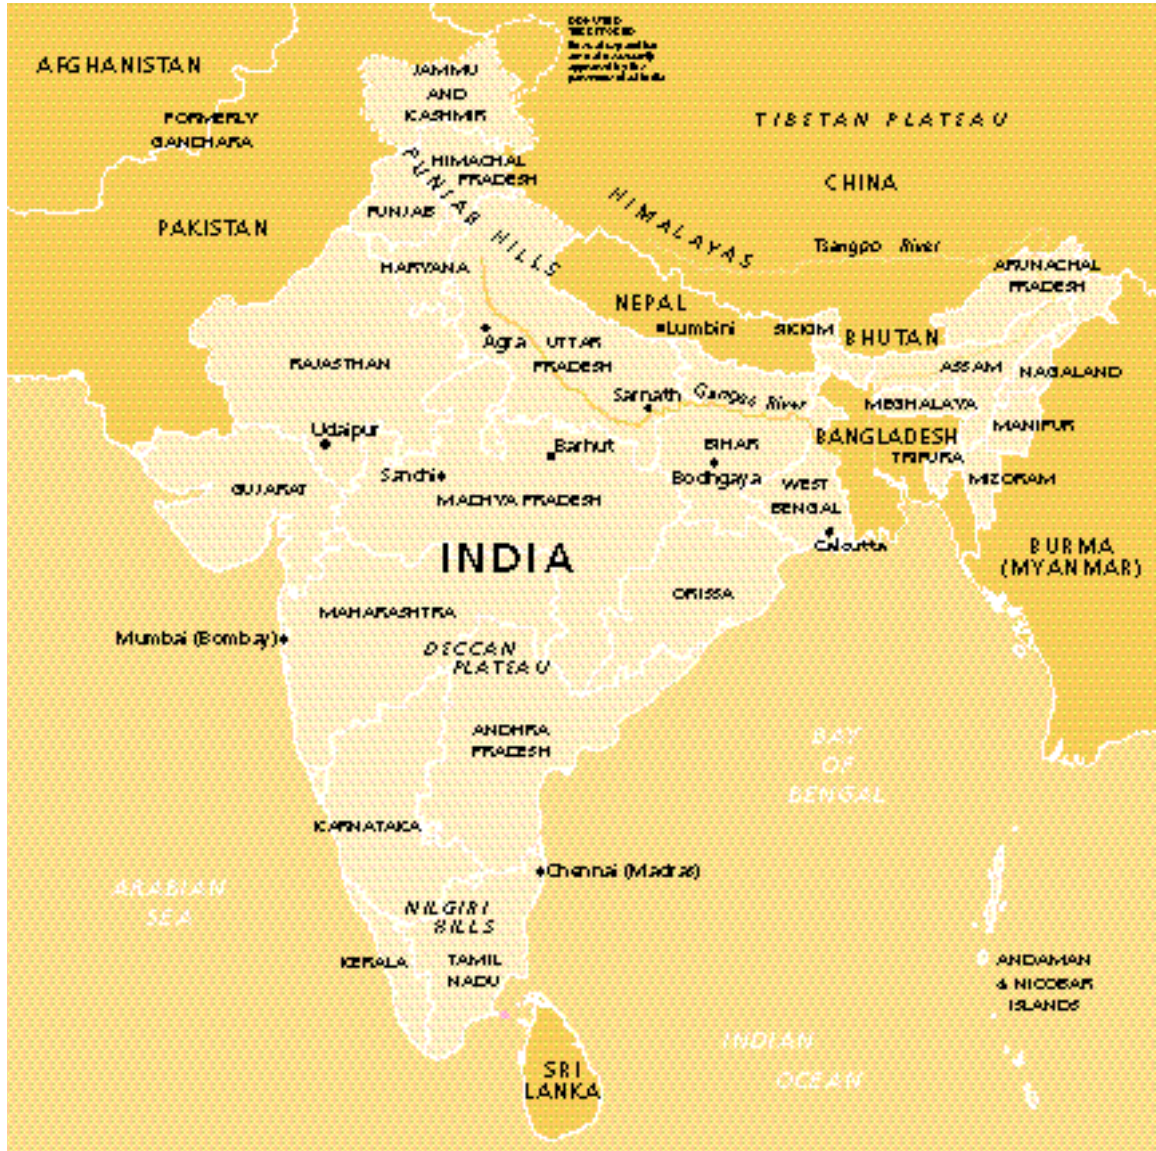 AFGHANISTAN
FORMERLY
GANDHARA
PAKISTAN
JAMMU
AND
KASHMIR
HIMACHAL
PRADESH
PUNJAB HILLS
PUNJAB
HARYANA
TIBETAN PLATEAU
CHINA
HIMALAYAS
Tsangpo River
ARUNACHAL
PRADESH
NEPAL
Lumbini
SIKKIM
BHUTAN
Agra
UTTAR
PRADESH
RAJASTHAN
ASSAM
NAGALAND
Sarnath
Ganges River
MEGHALAYA
MANIPUR
Udaipur
Barhut
BIHAR
BANGLADESH
TRIPURA
Sanchi
Bodhgaya
WEST
BENGAL
MIZORAM
GUJARAT
MADHYA PRADESH
Calcutta
INDIA
BURMA
(MYANMAR)
ORISSA
MAHARASHTRA
Mumbai (Bombay)
DECCAN
PLATEAU
ANDHRA
PRADESH
BAY
OF
BENGAL
KARNATAKA
Chennai (Madras)
ARABIAN
SEA
NILGIRI
HILLS
KERALA
TAMIL
NADU
ANDAMAN
& NICOBAR
ISLANDS
INDIAN
OCEAN
SRI
LANKA